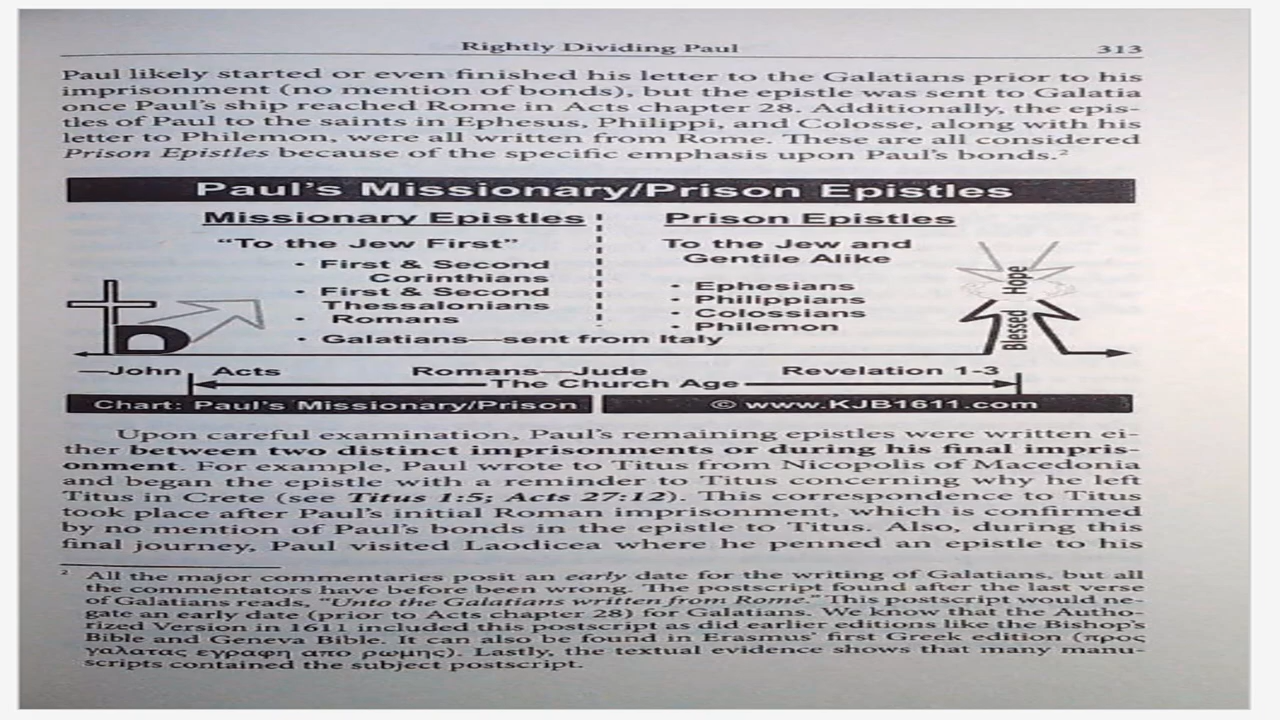 Rightly Dividing Paul 313
Paul likely started or even finished his letter to the Galatians prior to his
imprisonment (no mention of bonds), but the epistle was sent to Galatia
once Paul's ship reached Rome in Acts chapter 28. Additionally, the epis-
tles of Paul to the saints in Ephesus, Philippi, and Colosse, along with his
letter to Philemon, were all written from Rome. These are all considered
Prison Epistles because of the specific emphasis upon Paul's bonds.²
Paul's Missionary/Prison Epistles
Missionary Epistles
"To the Jew First"
• First & Second
Corinthians
• First & Second
Thessalonians
• Romans
• Galatians—sent from Italy
Prison Epistles
To the Jew and
Gentile Alike
• Ephesians
• Philippians
• Colossians
• Philemon
Blessed Hope
—John Acts Romans—Jude Revelation 1-3
The Church Age
Chart: Paul's Missionary/Prison © www.KJB1611.com
Upon careful examination, Paul's remaining epistles were written ei-
ther between two distinct imprisonments or during his final impris-
onment. For example, Paul wrote to Titus from Nicopolis of Macedonia
and began the epistle with a reminder to Titus concerning why he left
Titus in Crete (see Titus 1:5; Acts 27:12). This correspondence to Titus
took place after Paul's initial Roman imprisonment, which is confirmed
by no mention of Paul's bonds in the epistle to Titus. Also, during this
final journey, Paul visited Laodicea where he penned an epistle to his
² All the major commentaries posit an early date for the writing of Galatians, but all
the commentators have before been wrong. The postscript found after the last verse
of Galatians reads, "Unto the Galatians written from Rome." This postscript would ne-
gate an early date (prior to Acts chapter 28) for Galatians. We know that the Autho-
rized Version in 1611 included this postscript as did earlier editions like the Bishop's
Bible and Geneva Bible. It can also be found in Erasmus' first Greek edition (προς
γαλατας εγραφη απο ρωμης). Lastly, the textual evidence shows that many manu-
scripts contained the subject postscript.